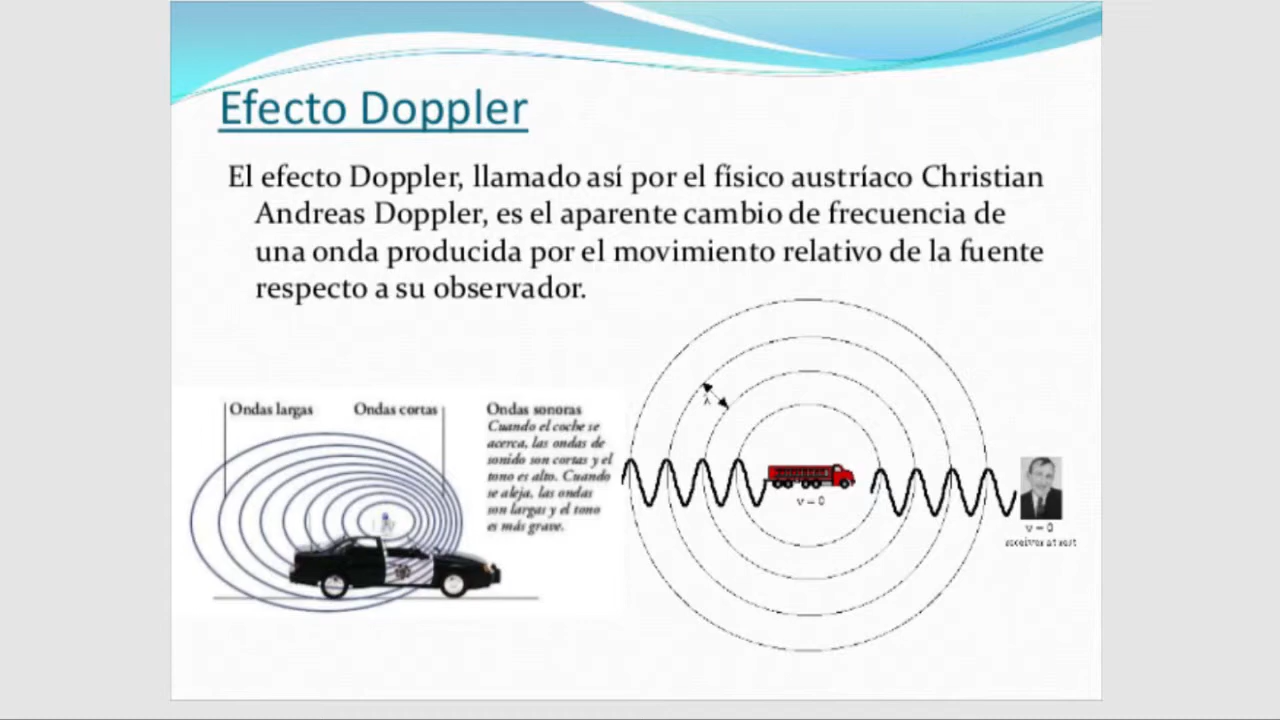 Efecto Doppler
El efecto Doppler, llamado así por el físico austríaco Christian
Andreas Doppler, es el aparente cambio de frecuencia de
una onda producida por el movimiento relativo de la fuente
respecto a su observador.
Ondas largas
Ondas cortas
Ondas sonoras
Cuando el coche se
acerca, las ondas de
sonido son cortas y el
tono es alto. Cuando
se aleja, las ondas
son largas y el tono
es más grave.
λ
v = 0
v = 0
receiver at rest